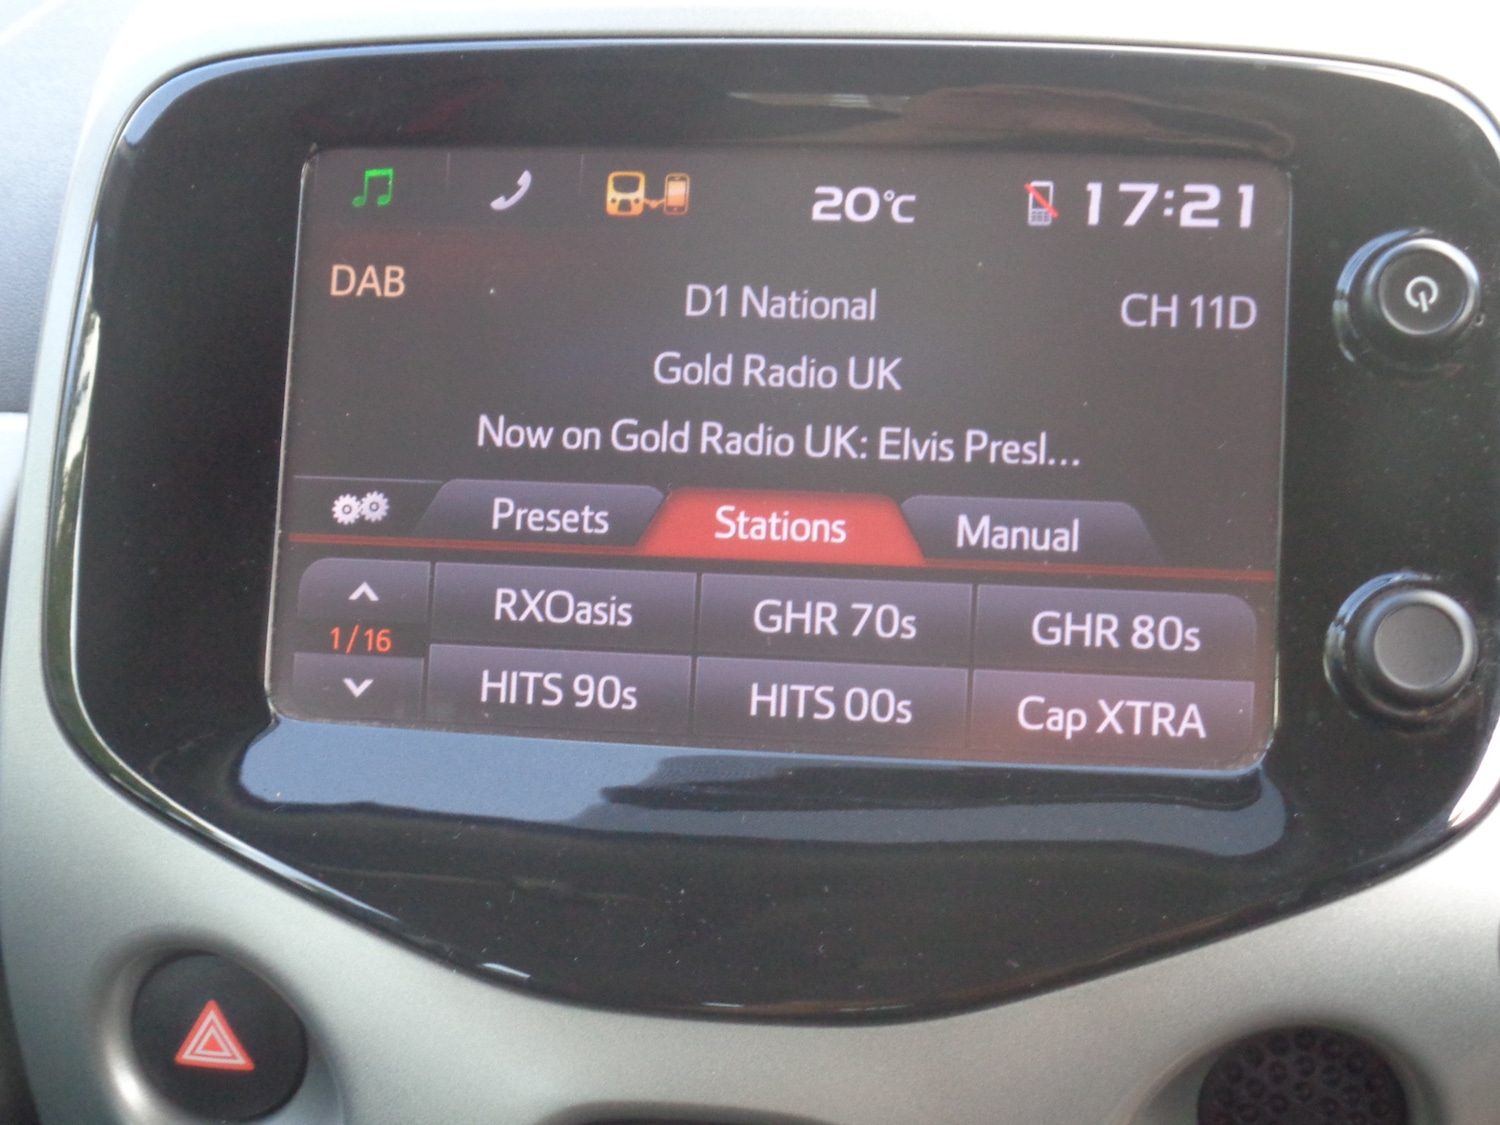 20°C
17:21
DAB
D1 National
CH 11D
Gold Radio UK
Now on Gold Radio UK: Elvis Presl...
Presets
Stations
Manual
1/16
RXOasis
GHR 70s
GHR 80s
HITS 90s
HITS 00s
Cap XTRA